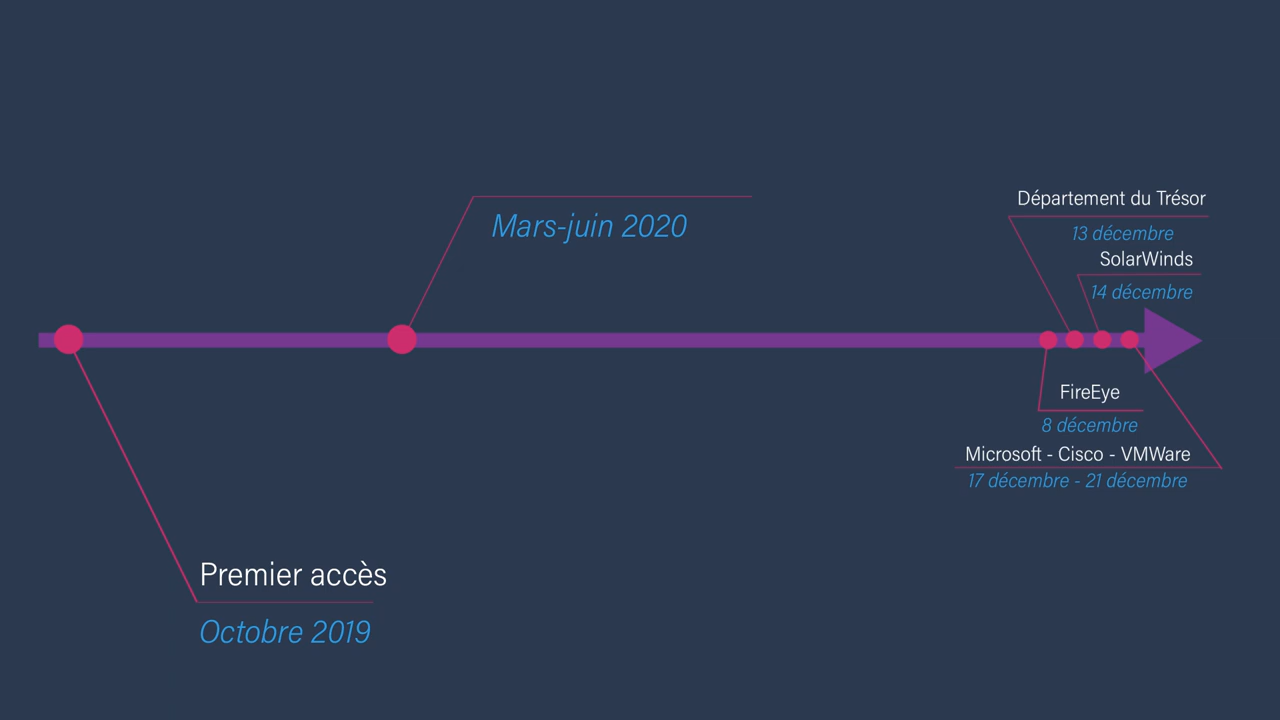 Mars-juin 2020
Département du Trésor
13 décembre
SolarWinds
14 décembre
FireEye
8 décembre
Microsoft - Cisco - VMWare
17 décembre - 21 décembre
Premier accès
Octobre 2019